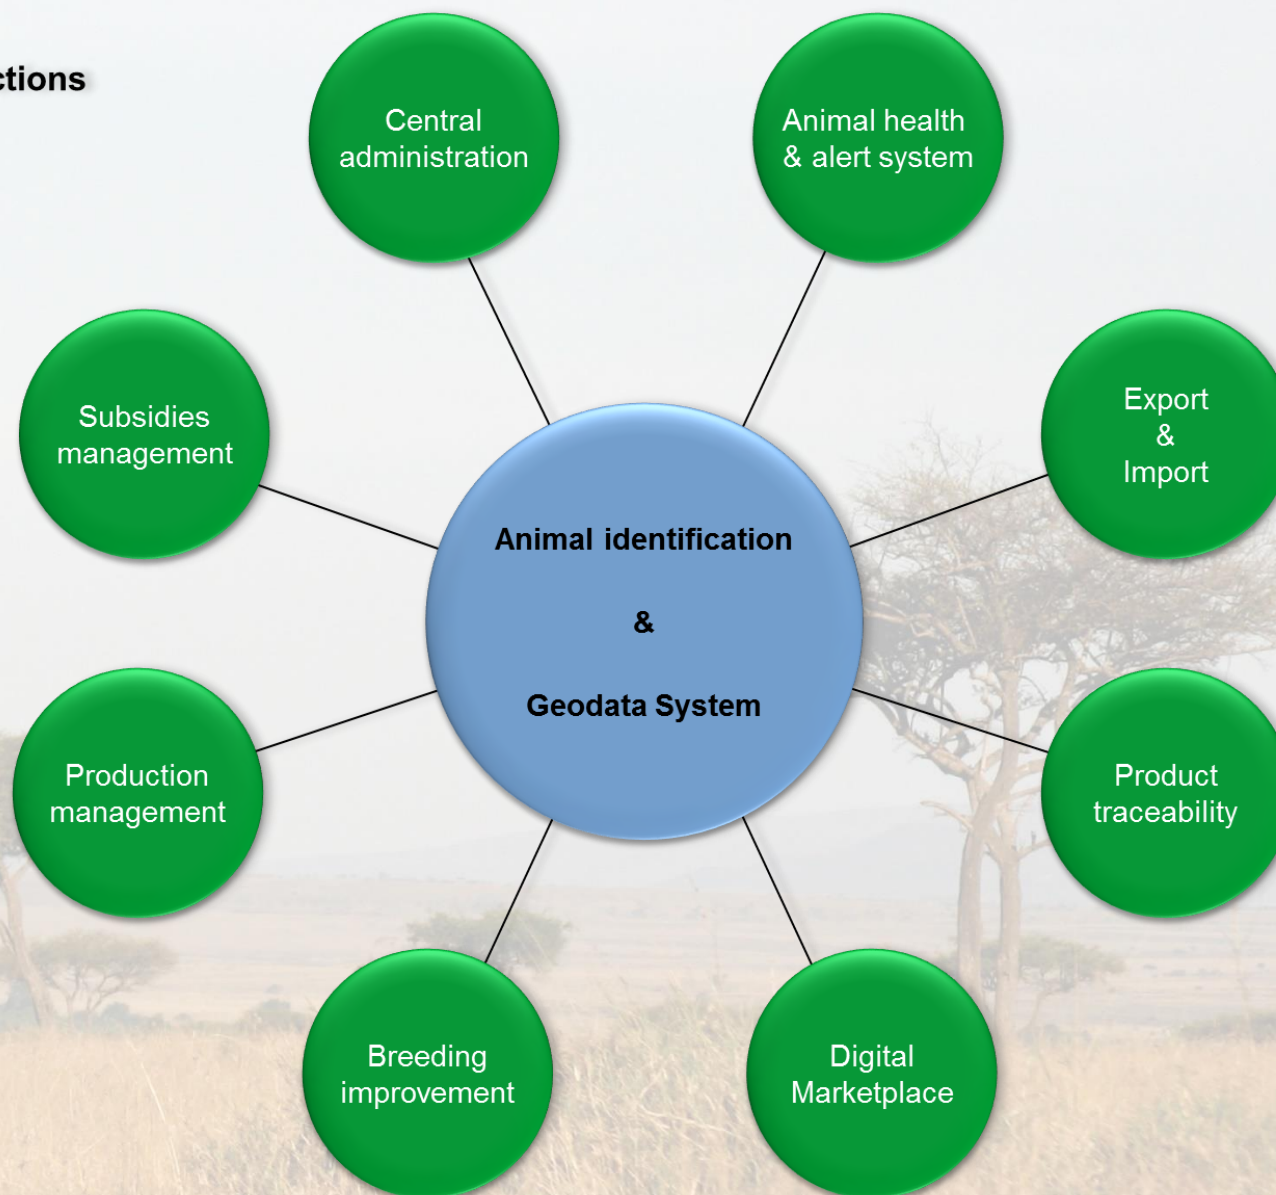 ctions
Central
administration
Animal health
& alert system
Subsidies
management
Export
&
Import
Animal identification
&
Geodata System
Production
management
Product
traceability
Breeding
improvement
Digital
Marketplace